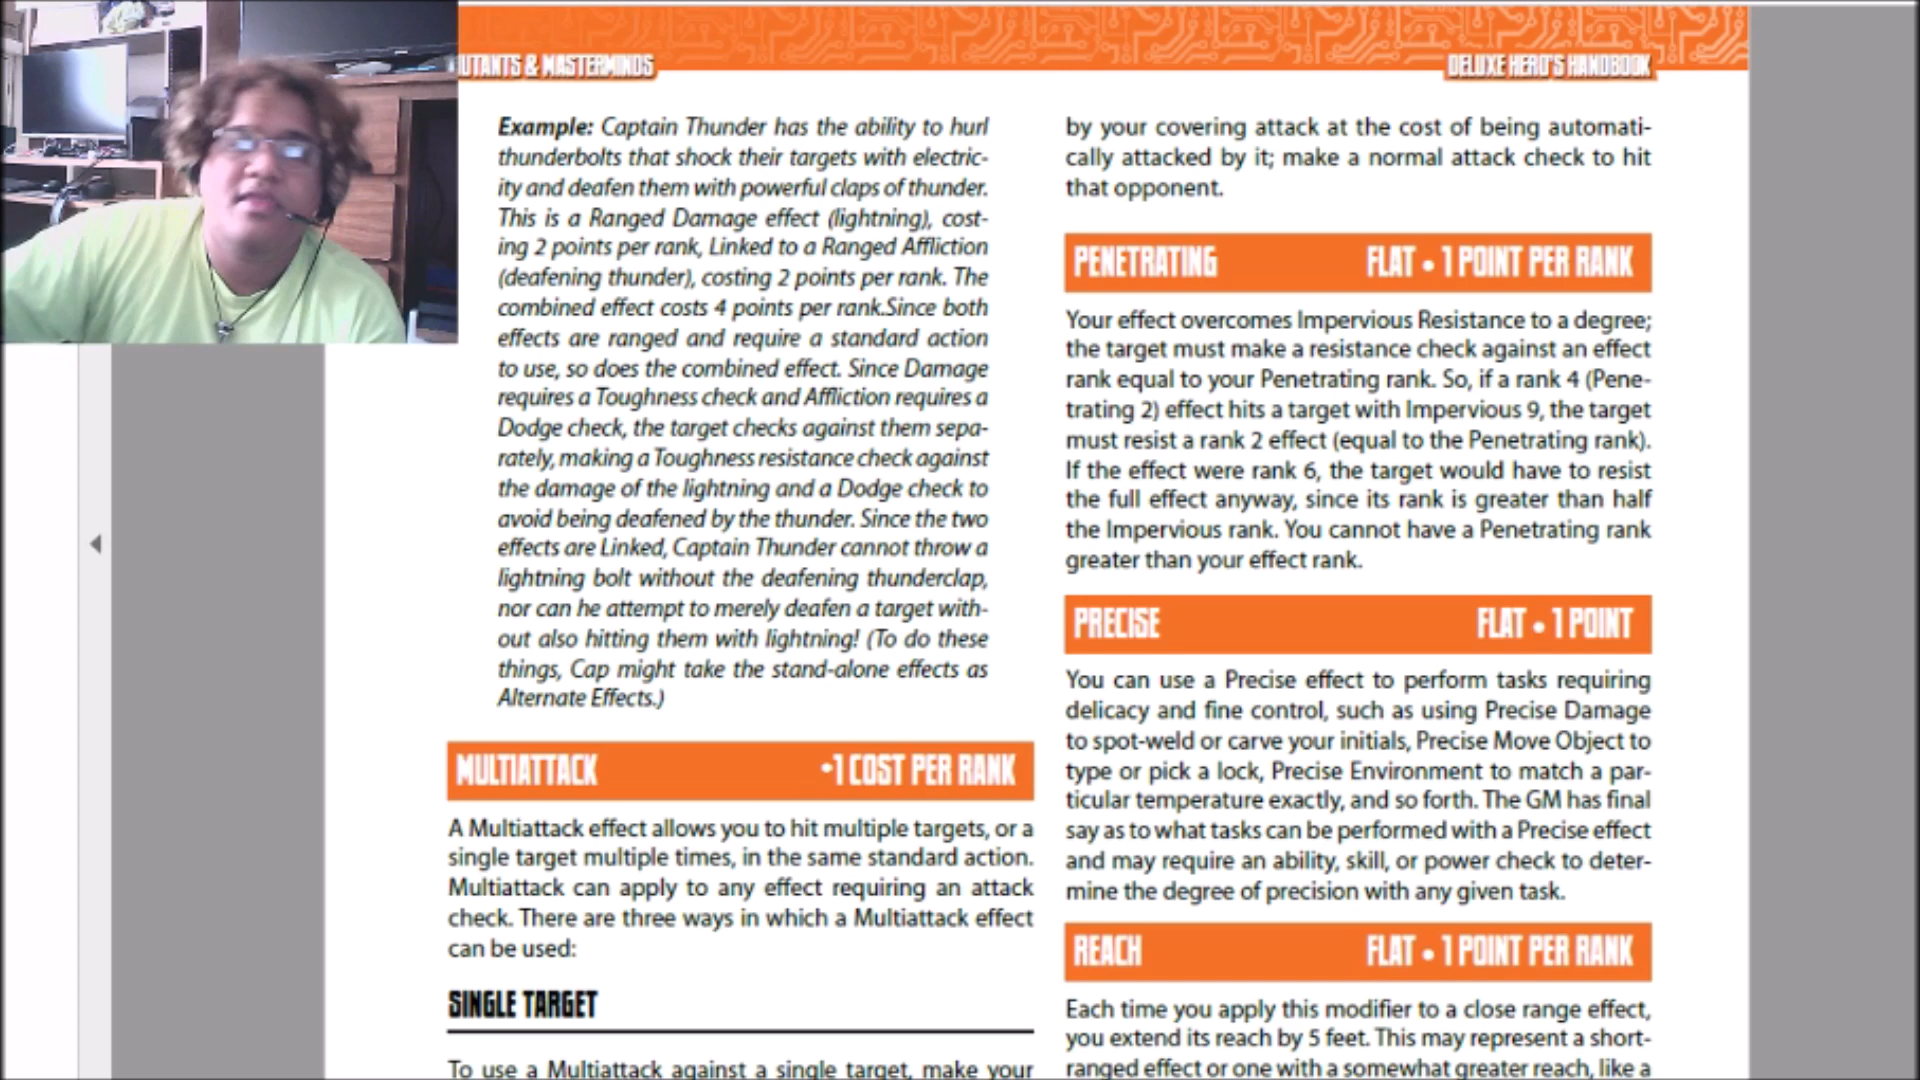 UTANTS & MASTERMINDS
DELUXE HERO'S HANDBOOK
Example: Captain Thunder has the ability to hurl
thunderbolts that shock their targets with electric-
ity and deafen them with powerful claps of thunder.
This is a Ranged Damage effect (lightning), cost-
ing 2 points per rank, Linked to a Ranged Affliction
(deafening thunder), costing 2 points per rank. The
combined effect costs 4 points per rank.Since both
effects are ranged and require a standard action
to use, so does the combined effect. Since Damage
requires a Toughness check and Affliction requires a
Dodge check, the target checks against them sepa-
rately, making a Toughness resistance check against
the damage of the lightning and a Dodge check to
avoid being deafened by the thunder. Since the two
effects are Linked, Captain Thunder cannot throw a
lightning bolt without the deafening thunderclap,
nor can he attempt to merely deafen a target with-
out also hitting them with lightning! (To do these
things, Cap might take the stand-alone effects as
Alternate Effects.)
MULTIATTACK •1 COST PER RANK
A Multiattack effect allows you to hit multiple targets, or a
single target multiple times, in the same standard action.
Multiattack can apply to any effect requiring an attack
check. There are three ways in which a Multiattack effect
can be used:
SINGLE TARGET
To use a Multiattack against a single target, make your
by your covering attack at the cost of being automati-
cally attacked by it; make a normal attack check to hit
that opponent.
PENETRATING FLAT • 1 POINT PER RANK
Your effect overcomes Impervious Resistance to a degree;
the target must make a resistance check against an effect
rank equal to your Penetrating rank. So, if a rank 4 (Pene-
trating 2) effect hits a target with Impervious 9, the target
must resist a rank 2 effect (equal to the Penetrating rank).
If the effect were rank 6, the target would have to resist
the full effect anyway, since its rank is greater than half
the Impervious rank. You cannot have a Penetrating rank
greater than your effect rank.
PRECISE FLAT • 1 POINT
You can use a Precise effect to perform tasks requiring
delicacy and fine control, such as using Precise Damage
to spot-weld or carve your initials, Precise Move Object to
type or pick a lock, Precise Environment to match a par-
ticular temperature exactly, and so forth. The GM has final
say as to what tasks can be performed with a Precise effect
and may require an ability, skill, or power check to deter-
mine the degree of precision with any given task.
REACH FLAT • 1 POINT PER RANK
Each time you apply this modifier to a close range effect,
you extend its reach by 5 feet. This may represent a short-
ranged effect or one with a somewhat greater reach, like a